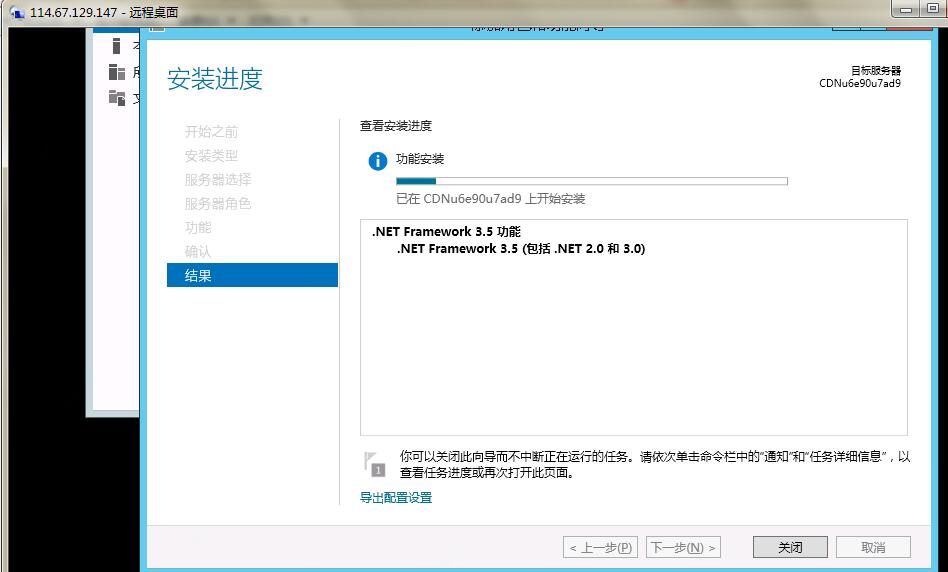 114.67.129.147 - 远程桌面
安装进度
目标服务器
CDNu6e90u7ad9
开始之前
安装类型
服务器选择
服务器角色
功能
确认
结果
查看安装进度
功能安装
已在 CDNu6e90u7ad9 上开始安装
.NET Framework 3.5 功能
.NET Framework 3.5 (包括 .NET 2.0 和 3.0)
1
你可以关闭此向导而不中断正在运行的任务。请依次单击命令栏中的"通知"和"任务详细信息"，以
查看任务进度或再次打开此页面。
导出配置设置
< 上一步(P)
下一步(N) >
关闭
取消